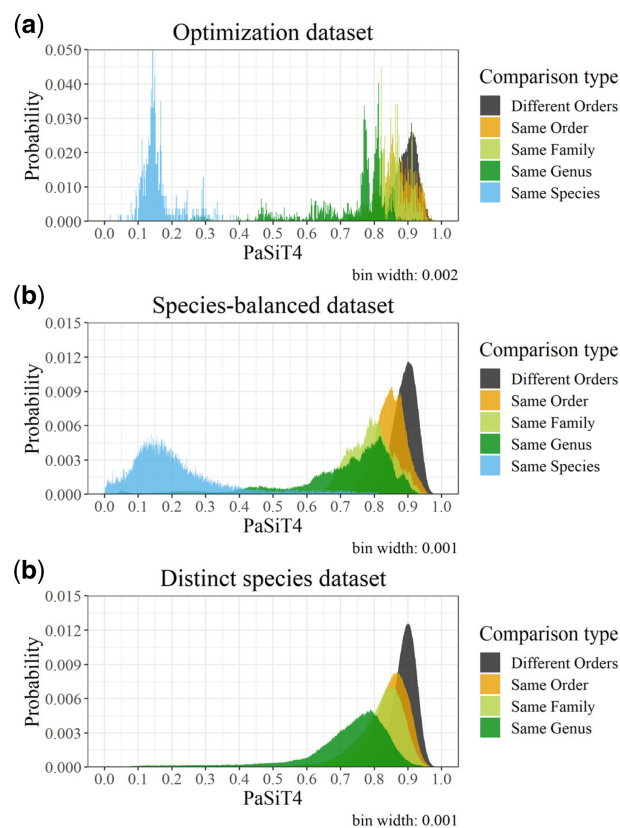 (a)
Optimization dataset
0.050
0.040
0.030
0.020
0.010
0.000
Probability
0.0 0.1 0.2 0.3 0.4 0.5 0.6 0.7 0.8 0.9 1.0
PaSiT4
bin width: 0.002
Comparison type
Different Orders
Same Order
Same Family
Same Genus
Same Species
(b)
Species-balanced dataset
0.015
0.012
0.009
0.006
0.003
0.000
Probability
0.0 0.1 0.2 0.3 0.4 0.5 0.6 0.7 0.8 0.9 1.0
PaSiT4
bin width: 0.001
Comparison type
Different Orders
Same Order
Same Family
Same Genus
Same Species
(b)
Distinct species dataset
0.015
0.012
0.009
0.006
0.003
0.000
Probability
0.0 0.1 0.2 0.3 0.4 0.5 0.6 0.7 0.8 0.9 1.0
PaSiT4
bin width: 0.001
Comparison type
Different Orders
Same Order
Same Family
Same Genus